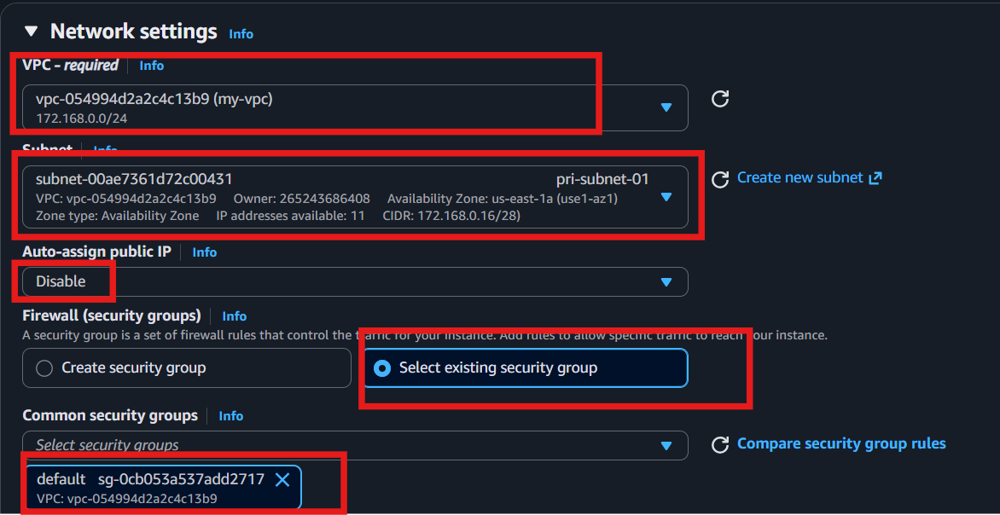 Network settings Info
VPC - required Info
vpc-054994d2a2c4c13b9 (my-vpc)
172.168.0.0/24
Subnet Info
subnet-00ae7361d72c00431 pri-subnet-01
VPC: vpc-054994d2a2c4c13b9 Owner: 265243686408 Availability Zone: us-east-1a (use1-az1)
Zone type: Availability Zone IP addresses available: 11 CIDR: 172.168.0.16/28)
Create new subnet
Auto-assign public IP Info
Disable
Firewall (security groups) Info
A security group is a set of firewall rules that control the traffic for your instance. Add rules to allow specific traffic to reach your instance.
Create security group
Select existing security group
Common security groups Info
Select security groups
Compare security group rules
default sg-0cb053a537add2717
VPC: vpc-054994d2a2c4c13b9